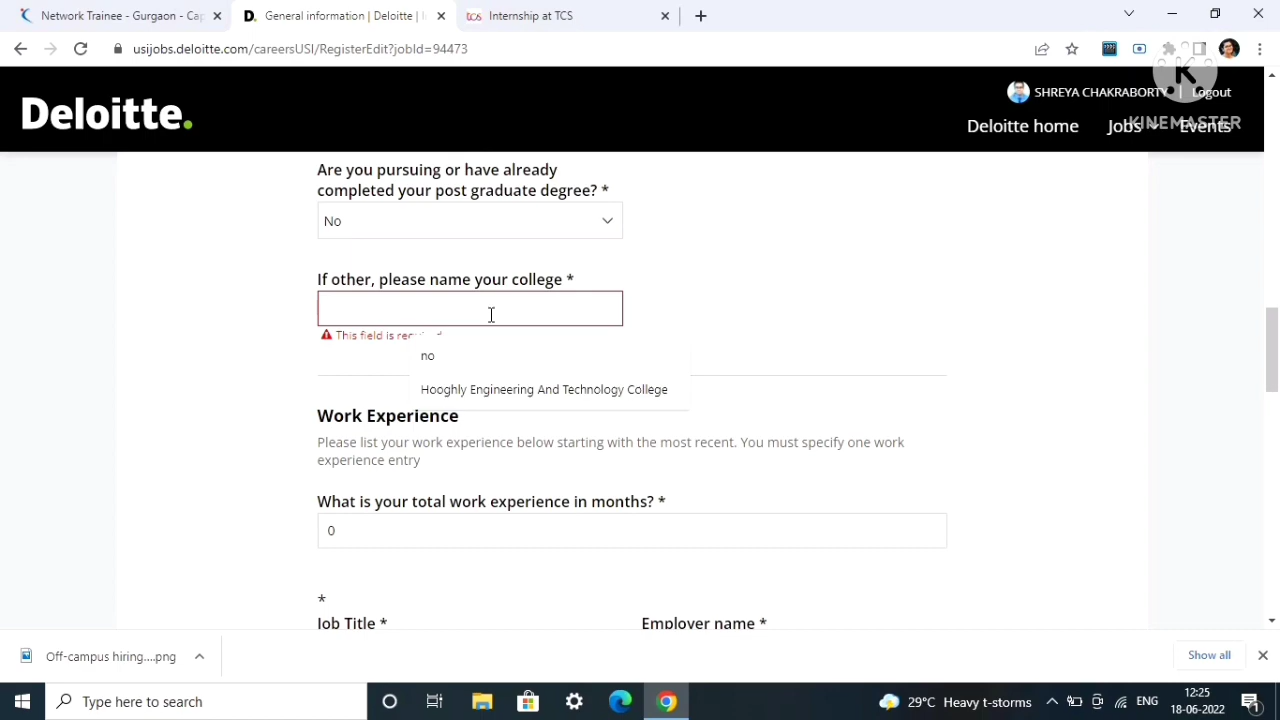 Network Trainee - Gurgaon - Cap
General information | Deloitte | I
Internship at TCS
usijobs.deloitte.com/careersUSI/RegisterEdit?jobId=94473
SHREYA CHAKRABORTY | Logout
Deloitte.
Deloitte home
Jobs
Events
KINEMASTER
Are you pursuing or have already
completed your post graduate degree? *
No
If other, please name your college *
This field is required
no
Hooghly Engineering And Technology College
Work Experience
Please list your work experience below starting with the most recent. You must specify one work
experience entry
What is your total work experience in months? *
0
*
Job Title *
Employer name *
Off-campus hiring....png
Show all
Type here to search
29°C Heavy t-storms
ENG
12:25
18-06-2022
1